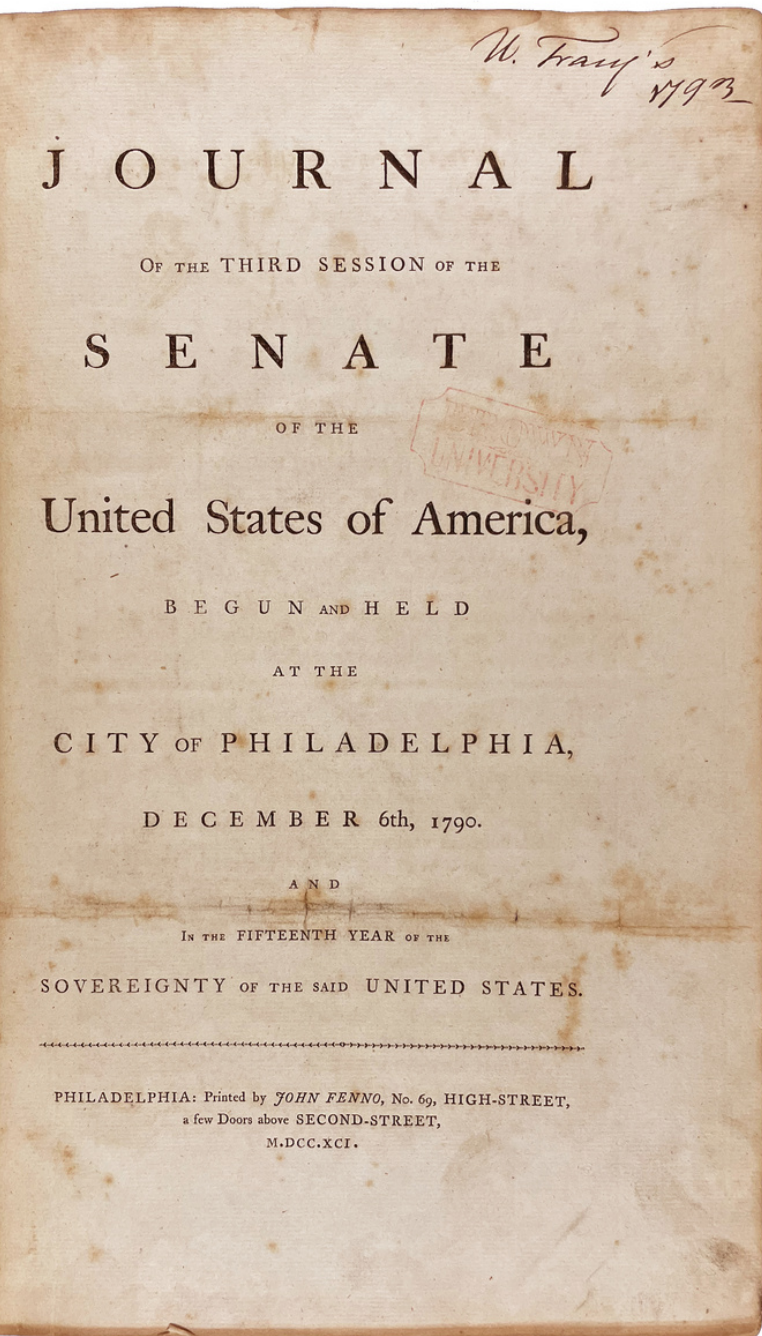 U. Tracy's
1793
JOURNAL
OF THE THIRD SESSION OF THE
SENATE
OF THE
UNIVERSITY
United States of America,
BEGUN AND HELD
AT THE
CITY OF PHILADELPHIA,
DECEMBER 6th, 1790.
AND
IN THE FIFTEENTH YEAR OF THE
SOVEREIGNTY OF THE SAID UNITED STATES.
PHILADELPHIA: Printed by JOHN FENNO, No. 69, HIGH-STREET,
a few Doors above SECOND-STREET,
M.DCC.XCI.